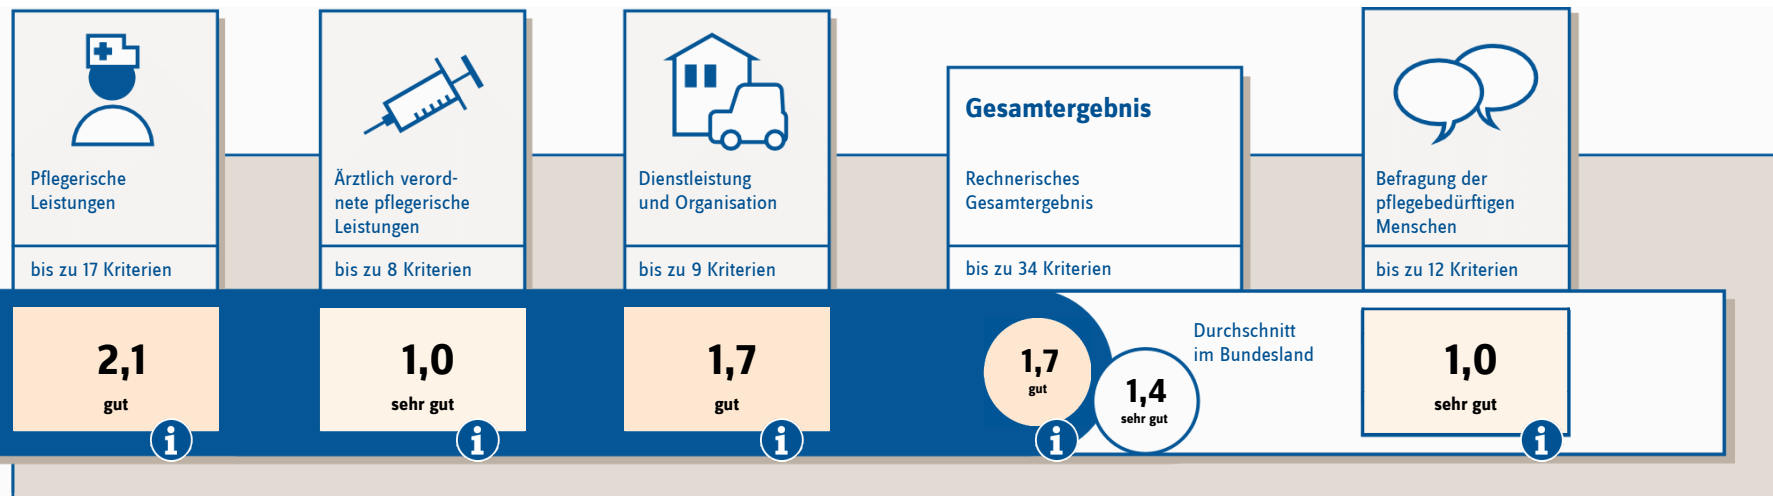 Pflegerische
Leistungen
bis zu 17 Kriterien
2,1
gut
i
Ärztlich verord-
nete pflegerische
Leistungen
bis zu 8 Kriterien
1,0
sehr gut
i
Dienstleistung
und Organisation
bis zu 9 Kriterien
1,7
gut
i
Gesamtergebnis
Rechnerisches
Gesamtergebnis
bis zu 34 Kriterien
1,7
gut
i
1,4
sehr gut
Durchschnitt
im Bundesland
Befragung der
pflegebedürftigen
Menschen
bis zu 12 Kriterien
1,0
sehr gut
i